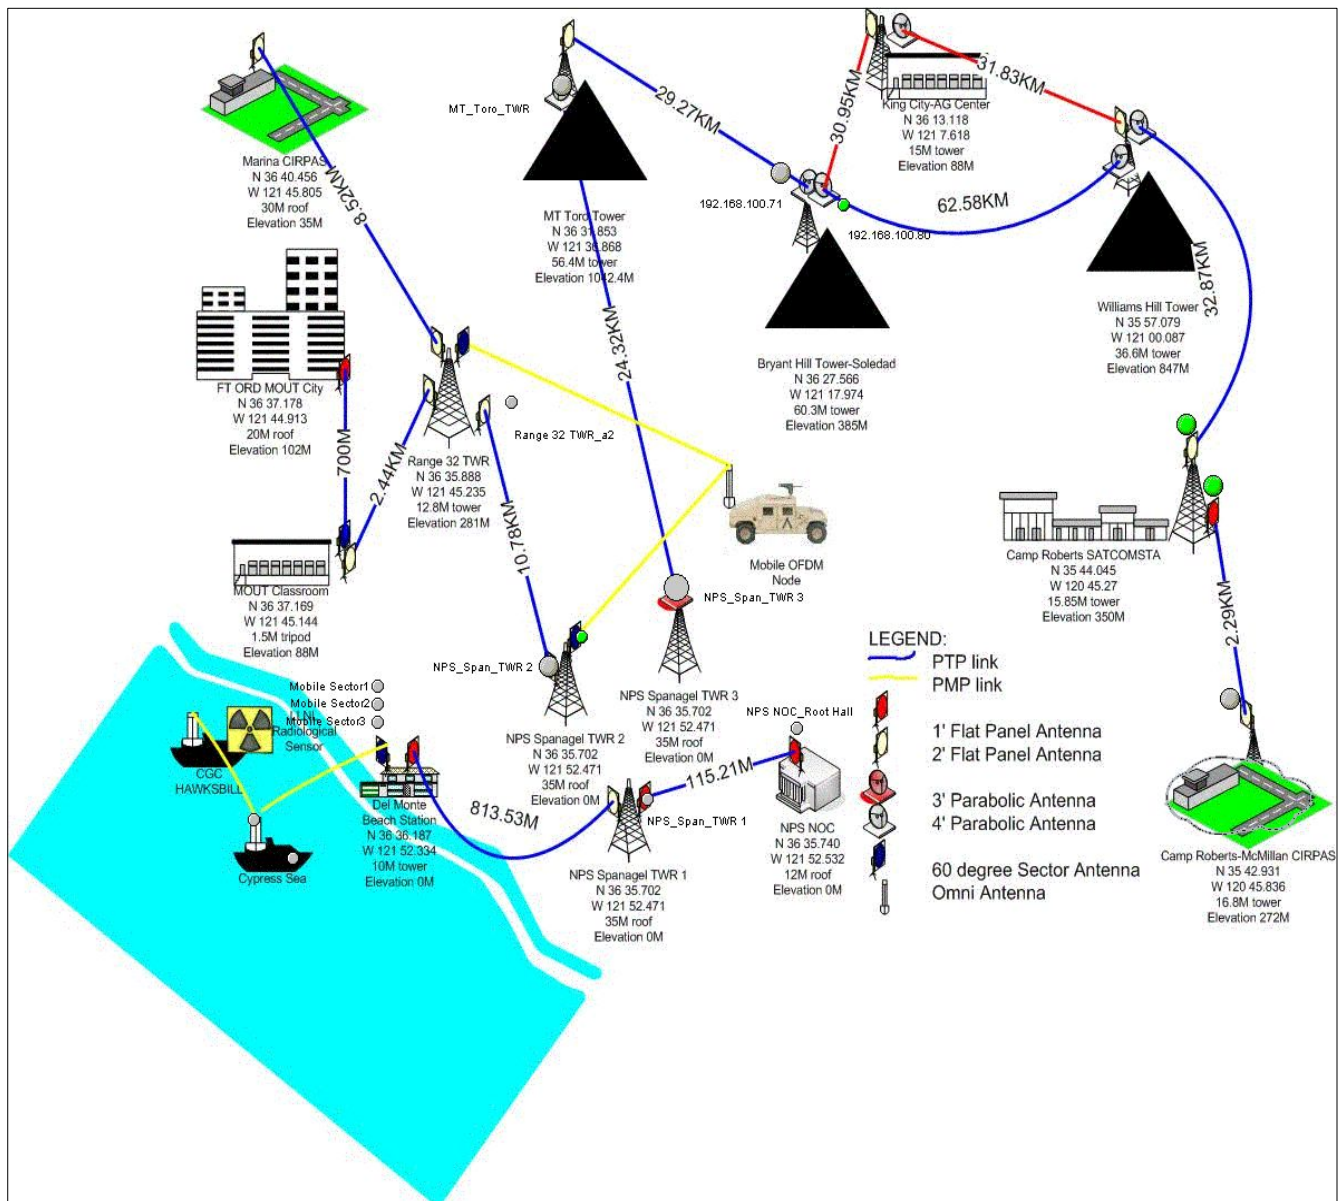 MT_Toro_TWR
29.27KM
30.95KM
31.83KM
King City-AG Center
N 36 13.118
W 121 7.618
15M tower
Elevation 88M
Marina CIRPAS
N 36 40.456
W 121 45.805
30M roof
Elevation 35M
8.52KM
MT Toro Tower
N 36 31.853
W 121 36.868
56.4M tower
Elevation 1042.4M
192.168.100.71
192.168.100.80
62.58KM
Bryant Hill Tower-Soledad
N 36 27.566
W 121 17.974
60.3M tower
Elevation 385M
Williams Hill Tower
N 35 57.079
W 121 00.087
36.6M tower
Elevation 847M
32.87KM
FT ORD MOUT City
N 36 37.178
W 121 44.913
20M roof
Elevation 102M
700M
2.44KM
Range 32 TWR
N 36 35.888
W 121 45.235
12.8M tower
Elevation 281M
Range 32 TWR_a2
24.32KM
10.78KM
MOUT Classroom
N 36 37.169
W 121 45.144
1.5M tripod
Elevation 88M
Mobile OFDM
Node
NPS_Span_TWR 3
Camp Roberts SATCOMSTA
N 35 44.045
W 120 45.27
15.85M tower
Elevation 350M
2.29KM
NPS_Span_TWR 2
NPS Spanagel TWR 3
N 36 35.702
W 121 52.471
35M roof
Elevation 0M
NPS Spanagel TWR 2
N 36 35.702
W 121 52.471
35M roof
Elevation 0M
Mobile Sector1
Mobile Sector2
Mobile Sector3
LLNL
Radiological
Sensor
CGC
HAWKSBILL
Cypress Sea
Del Monte
Beach Station
N 36 36.187
W 121 52.334
10M tower
Elevation 0M
813.53M
NPS_Span_TWR 1
NPS Spanagel TWR 1
N 36 35.702
W 121 52.471
35M roof
Elevation 0M
115.21M
NPS NOC_Root Hall
NPS NOC
N 36 35.740
W 121 52.532
12M roof
Elevation 0M
LEGEND:
PTP link
PMP link
1' Flat Panel Antenna
2' Flat Panel Antenna
3' Parabolic Antenna
4' Parabolic Antenna
60 degree Sector Antenna
Omni Antenna
Camp Roberts-McMillan CIRPAS
N 35 42.931
W 120 45.836
16.8M tower
Elevation 272M